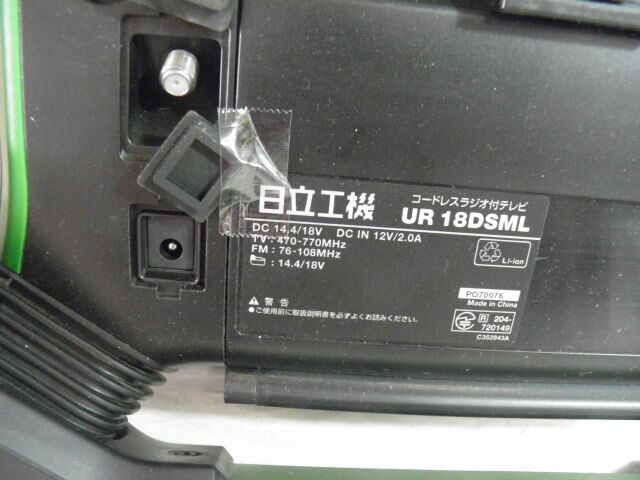 日立工機
コードレスラジオ付テレビ
UR 18DSML
DC 14.4/18V DC IN 12V/2.0A
TV : 470-770MHz
FM : 76-108MHz
: 14.4/18V
Li-ion
⚠ 警告
●ご使用前に取扱説明書を必ずよくお読みください。
PO70076
Made in China
R 204-
720149
C353943A